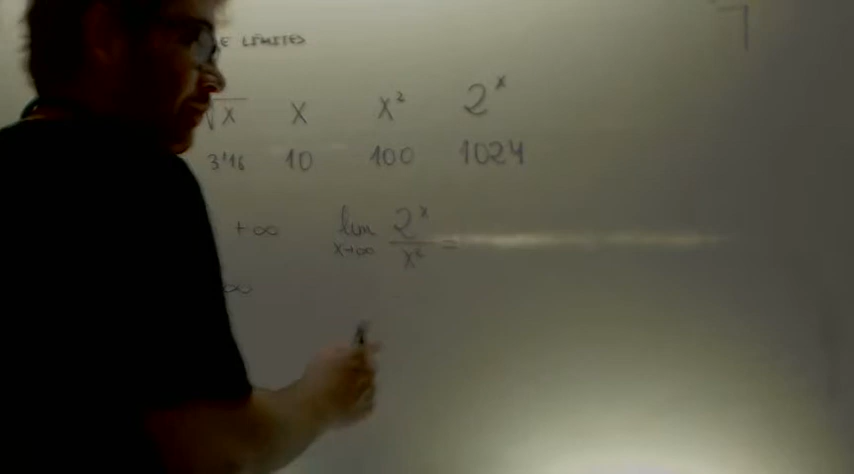 E LÍMITES
√x x x² 2ˣ
3'16 10 100 1024
+∞ lim x→∞ 2ˣ/x² =
∞